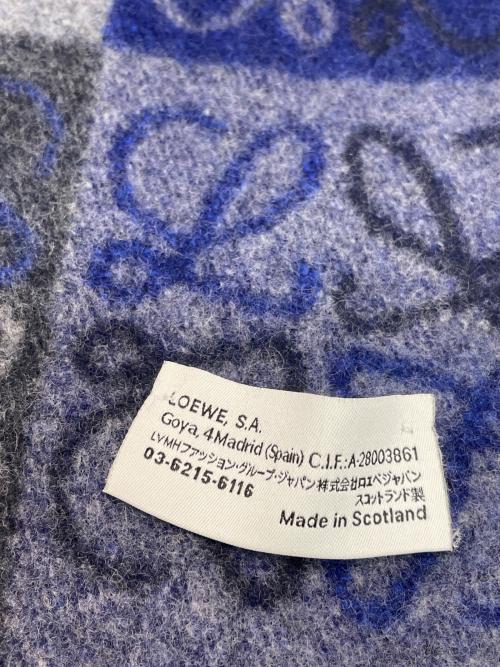 LOEWE, S.A.
Goya, 4 Madrid (Spain) C.I.F.: A-28003861
LVMHファッション・グループ・ジャパン株式会社ロエベジャパン
03-6215-6116
スコットランド製
Made in Scotland